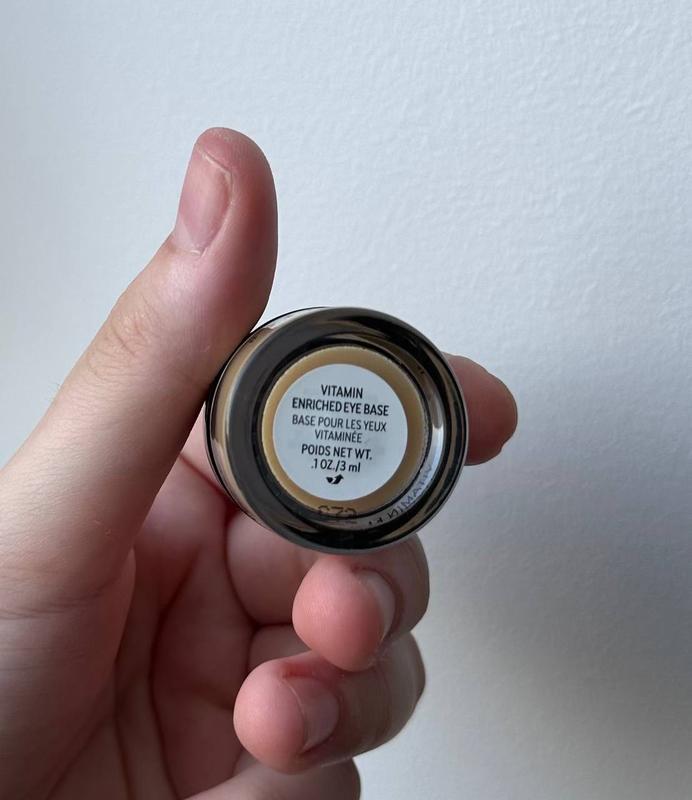 VITAMIN
ENRICHED EYE BASE
BASE POUR LES YEUX
VITAMINÉE
POIDS NET WT.
.1 OZ./3 ml